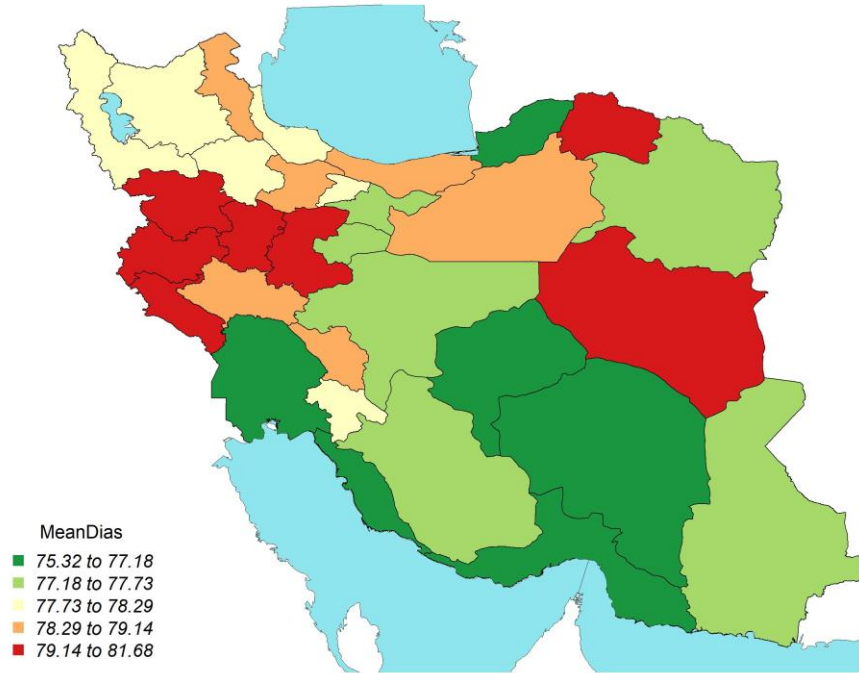 MeanDias
75.32 to 77.18
77.18 to 77.73
77.73 to 78.29
78.29 to 79.14
79.14 to 81.68